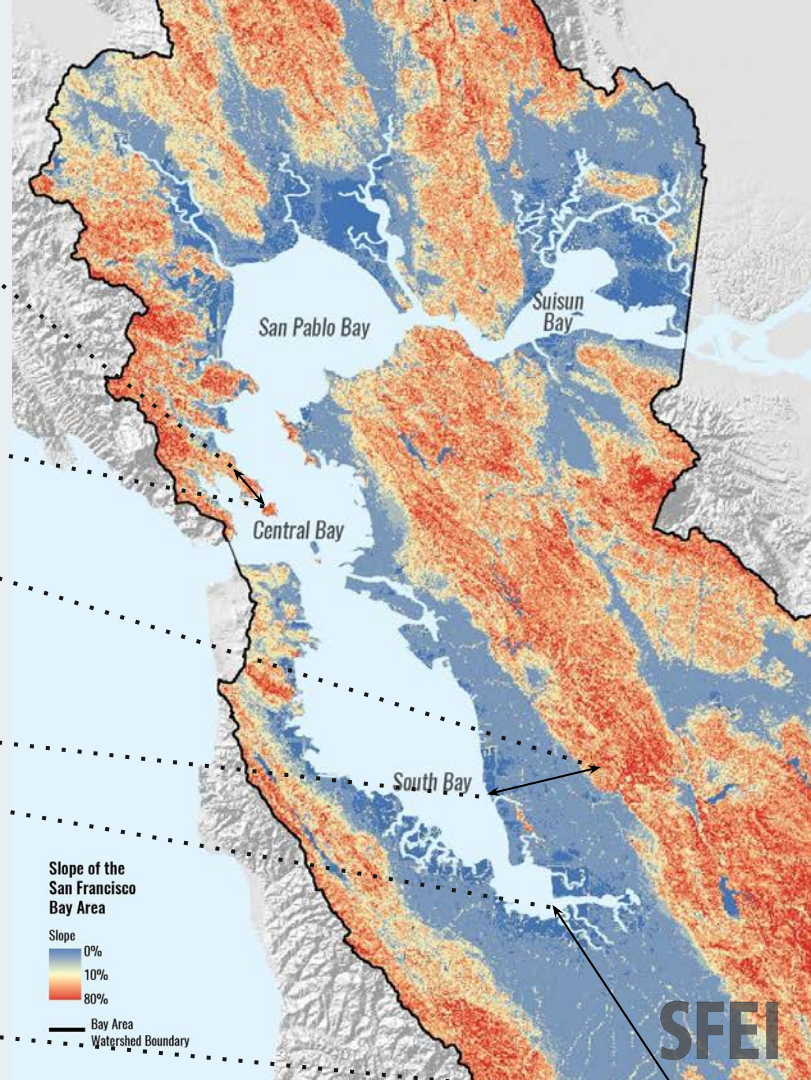 San Pablo Bay
Suisun
Bay
Central Bay
South Bay
Slope of the
San Francisco
Bay Area
Slope
0%
10%
80%
Bay Area
Watershed Boundary
SFEI